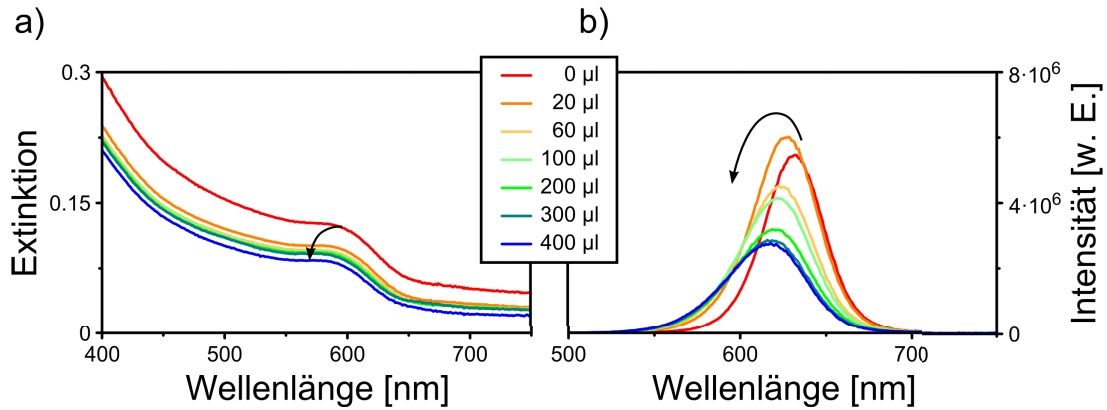 a)
Extinktion
0.3
0.15
0
400
500
600
700
Wellenlänge [nm]
0 µl
20 µl
60 µl
100 µl
200 µl
300 µl
400 µl
b)
8·10⁶
4·10⁶
0
Intensität [w. E.]
500
600
700
Wellenlänge [nm]